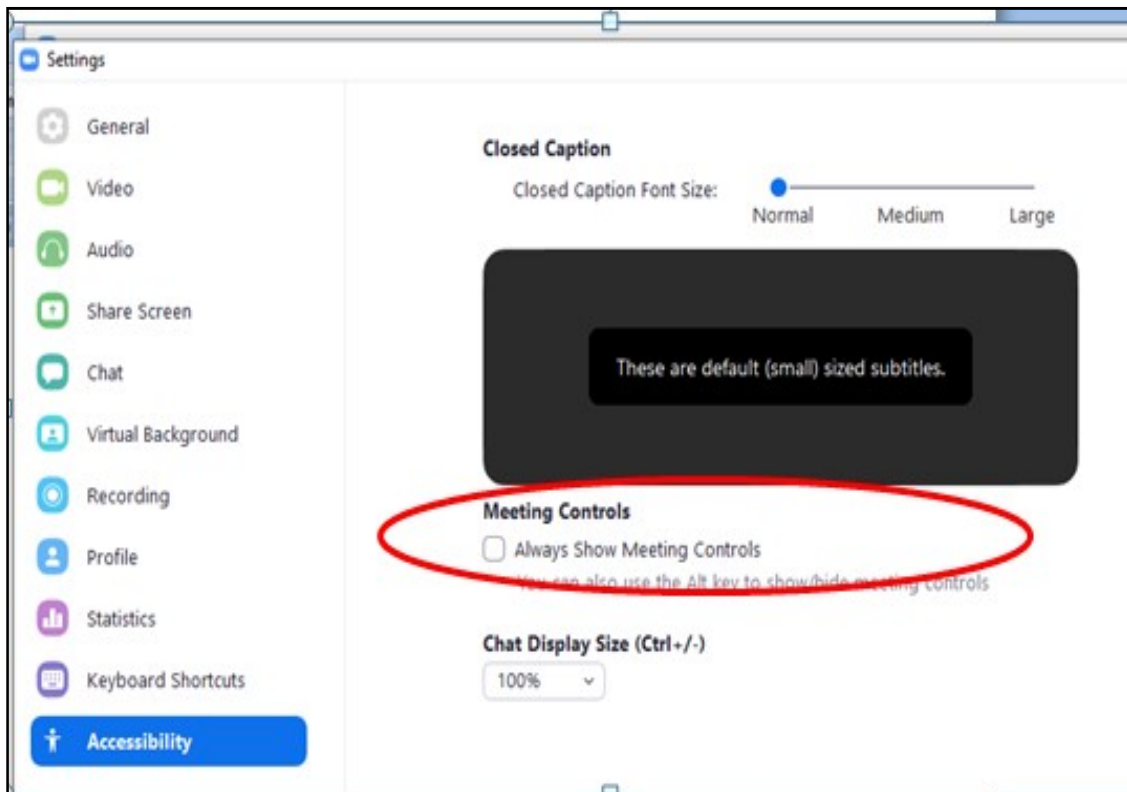 Settings
General
Video
Audio
Share Screen
Chat
Virtual Background
Recording
Profile
Statistics
Keyboard Shortcuts
Accessibility
Closed Caption
Closed Caption Font Size:
Normal Medium Large
These are default (small) sized subtitles.
Meeting Controls
Always Show Meeting Controls
You can also use the Alt key to show/hide meeting controls
Chat Display Size (Ctrl+/-)
100%